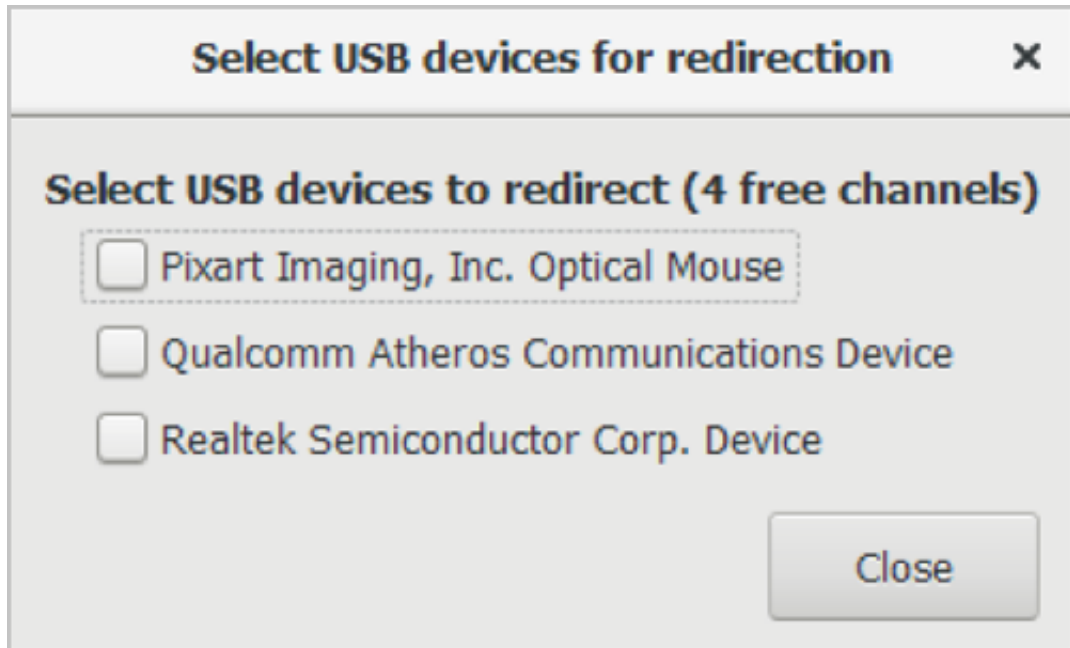 Select USB devices for redirection
Select USB devices to redirect (4 free channels)
Pixart Imaging, Inc. Optical Mouse
Qualcomm Atheros Communications Device
Realtek Semiconductor Corp. Device
Close